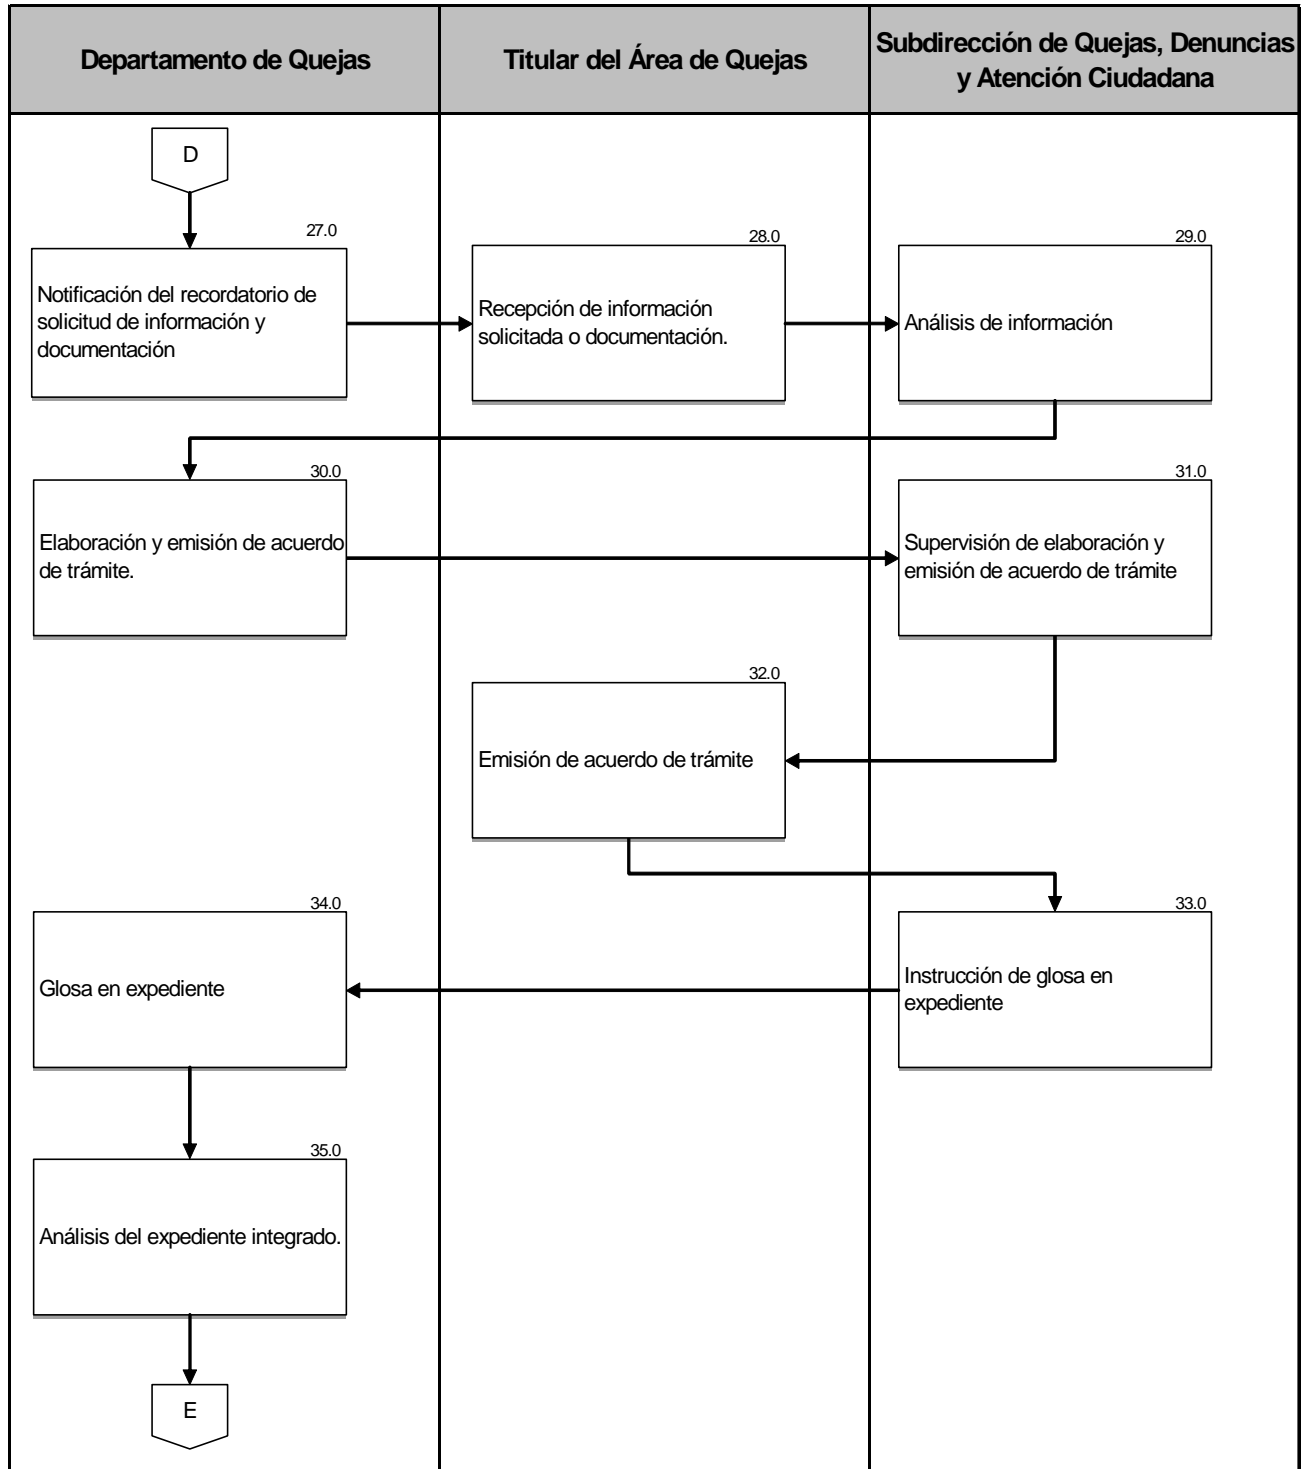 Departamento de Quejas
Titular del Área de Quejas
Subdirección de Quejas, Denuncias
y Atención Ciudadana
D
27.0
Notificación del recordatorio de
solicitud de información y
documentación
28.0
Recepción de información
solicitada o documentación.
29.0
Análisis de información
30.0
Elaboración y emisión de acuerdo
de trámite.
31.0
Supervisión de elaboración y
emisión de acuerdo de trámite
32.0
Emisión de acuerdo de trámite
33.0
Instrucción de glosa en
expediente
34.0
Glosa en expediente
35.0
Análisis del expediente integrado.
E